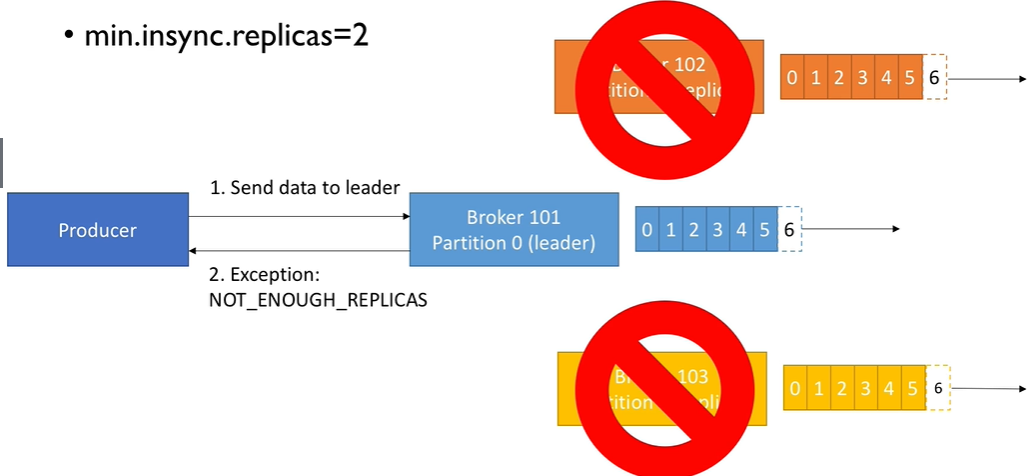 • min.insync.replicas=2
102
0 1 2 3 4 5 6
1. Send data to leader
Producer
Broker 101
Partition 0 (leader)
0 1 2 3 4 5 6
2. Exception:
NOT_ENOUGH_REPLICAS
103
0 1 2 3 4 5 6